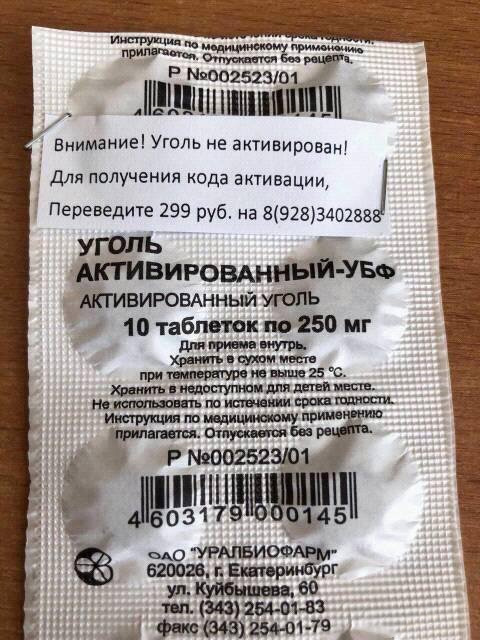 Инструкция по медицинскому применению
прилагается. Отпускается без рецепта.
Р №002523/01
Внимание! Уголь не активирован!
Для получения кода активации,
Переведите 299 руб. на 8(928)3402888
УГОЛЬ
АКТИВИРОВАННЫЙ-УБФ
АКТИВИРОВАННЫЙ УГОЛЬ
10 таблеток по 250 мг
Для приема внутрь.
Хранить в сухом месте
при температуре не выше 25 °С.
Хранить в недоступном для детей месте.
Не использовать по истечении срока годности.
Инструкция по медицинскому применению
прилагается. Отпускается без рецепта.
Р №002523/01
4 603179 000145
ОАО "УРАЛБИОФАРМ"
620026, г. Екатеринбург
ул. Куйбышева, 60
тел. (343) 254-01-83
факс (343) 254-01-79